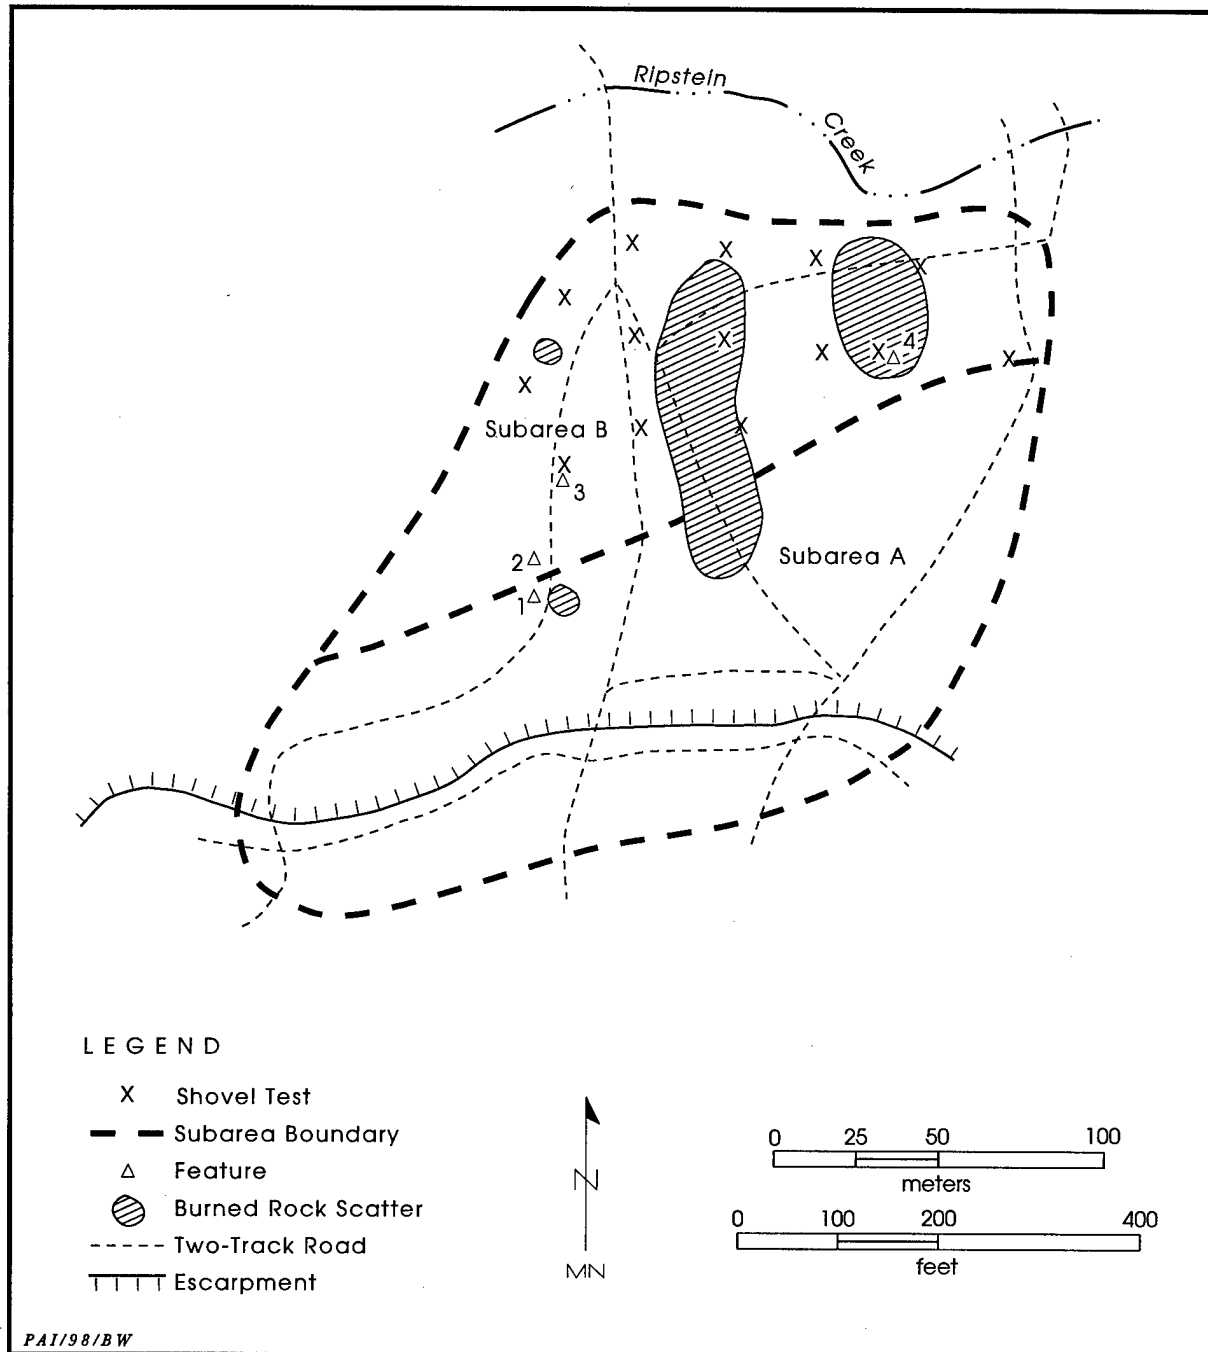 Ripstein
Creek
X X X X X
X
X X X X 4 X
X
Subarea B X X
X
3
2
Subarea A
1
LEGEND
X Shovel Test
Subarea Boundary
Feature
Burned Rock Scatter
Two-Track Road
Escarpment
N
MN
0 25 50 100
meters
0 100 200 400
feet
PAI/98/BW